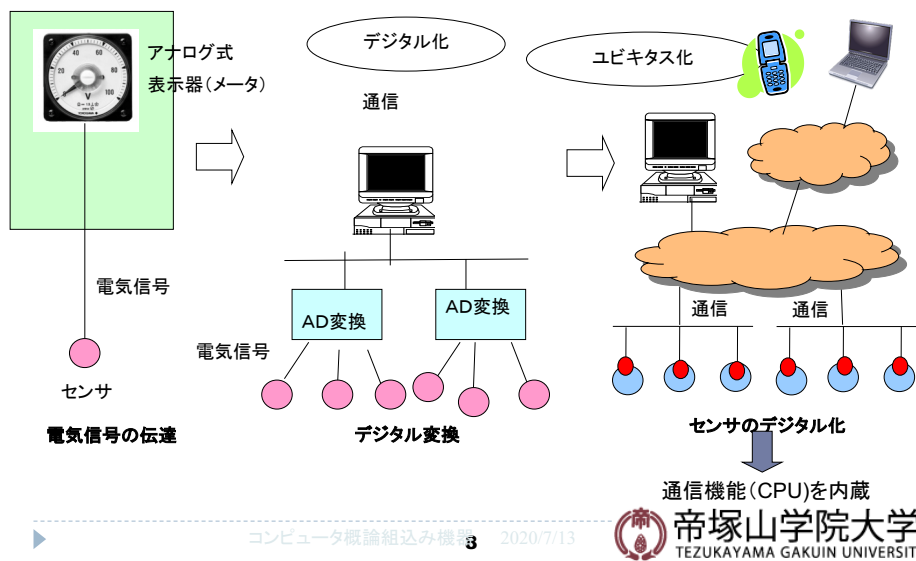 アナログ式
表示器(メータ)
20
40
60
80
100
V
電気信号
センサ
電気信号の伝達
デジタル化
通信
AD変換
AD変換
電気信号
デジタル変換
ユビキタス化
通信
通信
センサのデジタル化
通信機能(CPU)を内蔵
コンピュータ概論組込み機器
3
2020/7/13
帝塚山学院大学
TEZUKAYAMA GAKUIN UNIVERSIT